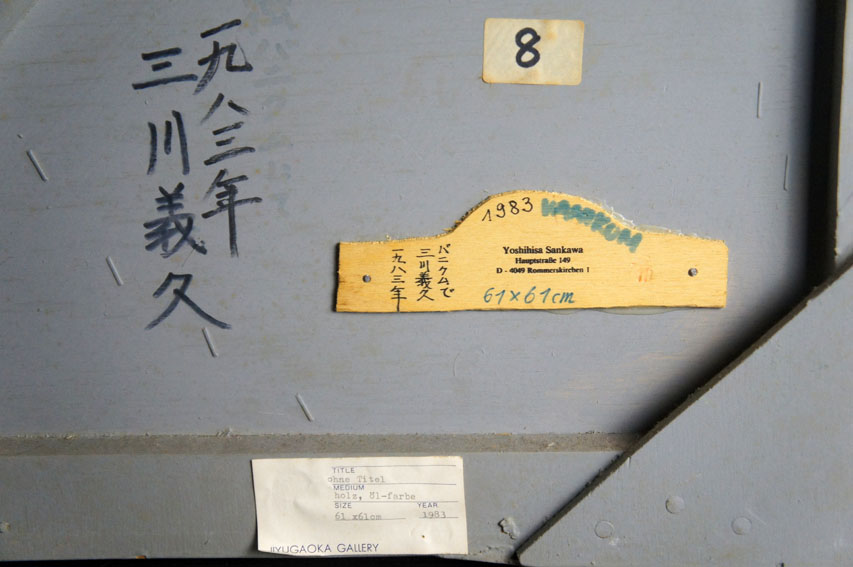 一九八三年
三川義久
8
1983
バニクムで
三川義久
一九八三年
Yoshihisa Sankawa
Hauptstraße 149
D - 4049 Rommerskirchen 1
61×61cm
TITLE
ohne Titel
MEDIUM
holz, Öl-farbe
SIZE YEAR
61 x61cm 1983
JIYUGAOKA GALLERY